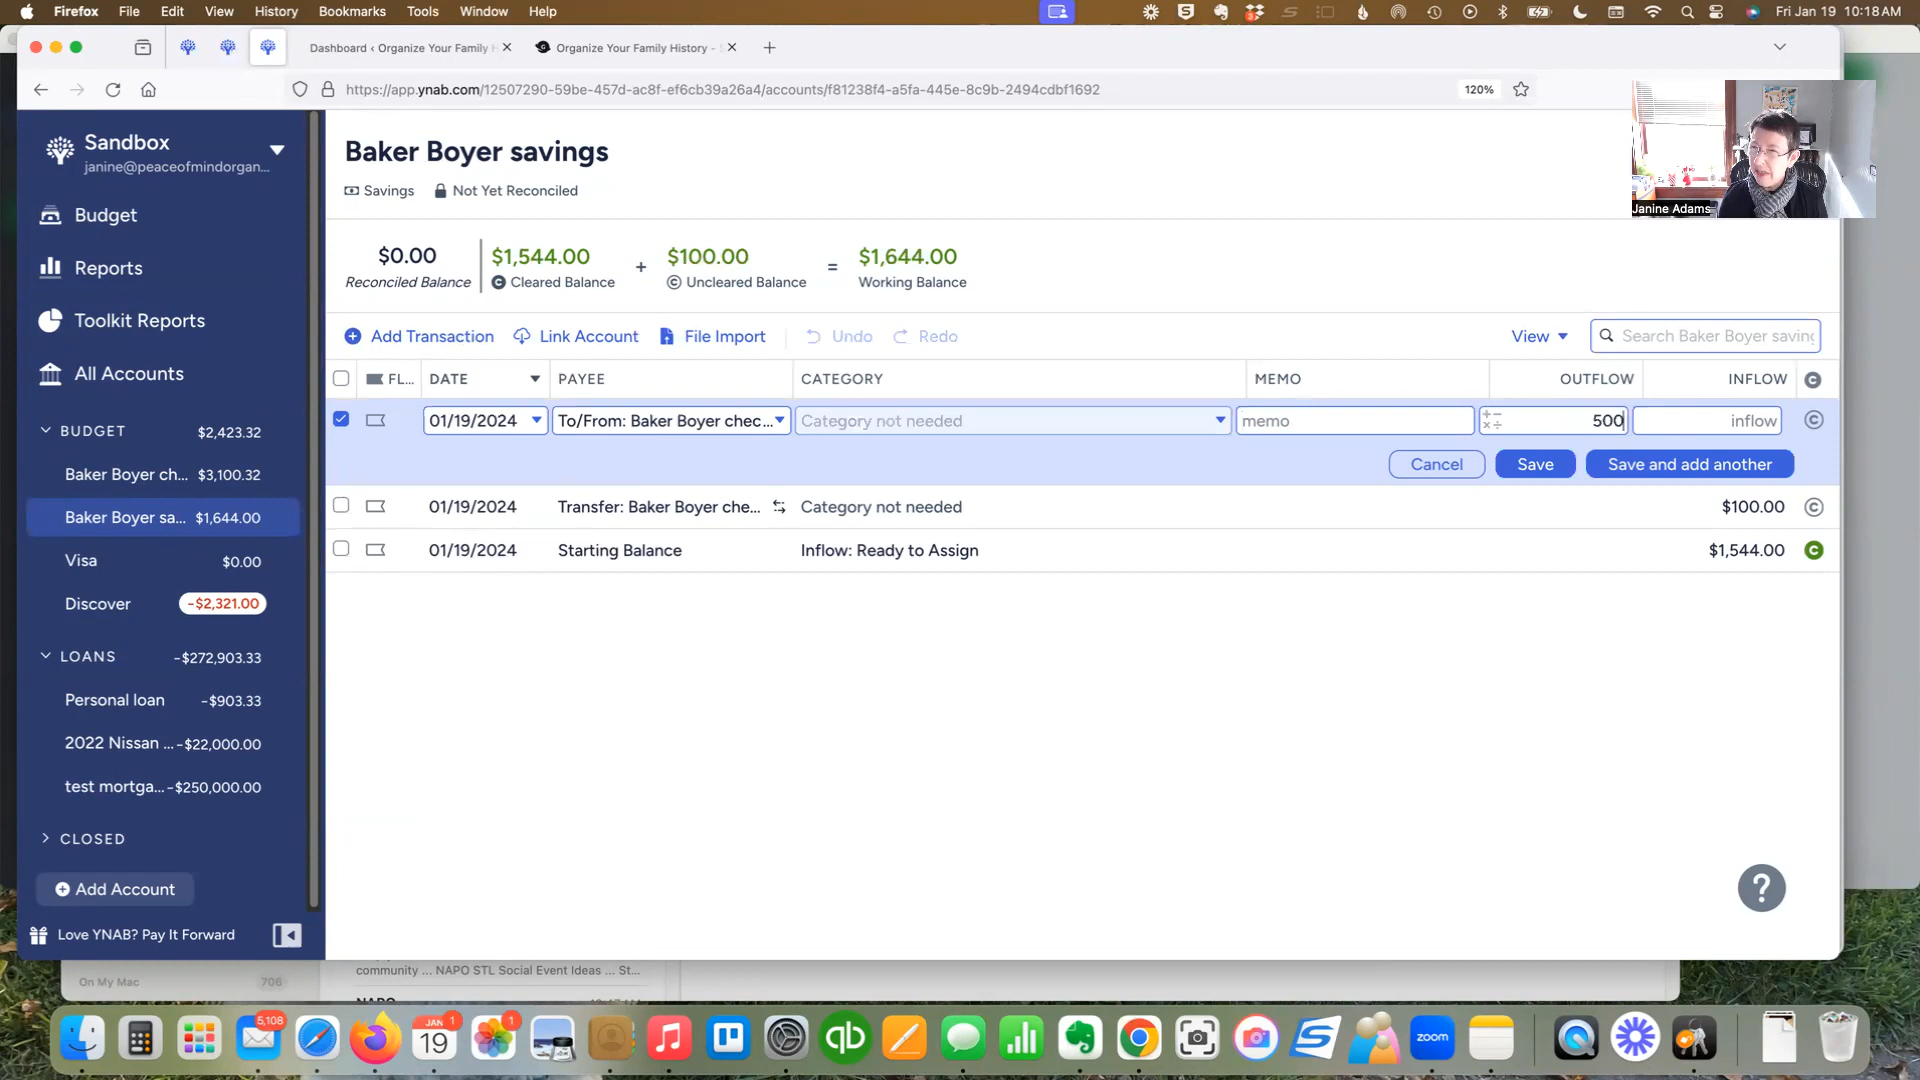 Firefox File Edit View History Bookmarks Tools Window Help
Fri Jan 19 10:18 AM
Dashboard ‹ Organize Your Family H
Organize Your Family History -
https://app.ynab.com/12507290-59be-457d-ac8f-ef6cb39a26a4/accounts/f81238f4-a5fa-445e-8c9b-2494cdbf1692
120%
Janine Adams
Sandbox
janine@peaceofmindorgan...
Budget
Reports
Toolkit Reports
All Accounts
BUDGET $2,423.32
Baker Boyer ch... $3,100.32
Baker Boyer sa... $1,644.00
Visa $0.00
Discover -$2,321.00
LOANS -$272,903.33
Personal loan -$903.33
2022 Nissan ... -$22,000.00
test mortga... -$250,000.00
CLOSED
Add Account
Love YNAB? Pay It Forward
Baker Boyer savings
Savings Not Yet Reconciled
$0.00 $1,544.00 + $100.00 = $1,644.00
Reconciled Balance Cleared Balance Uncleared Balance Working Balance
Add Transaction Link Account File Import Undo Redo View Search Baker Boyer saving
FL... DATE PAYEE CATEGORY MEMO OUTFLOW INFLOW
01/19/2024 To/From: Baker Boyer chec... Category not needed memo 500 inflow
Cancel Save Save and add another
01/19/2024 Transfer: Baker Boyer che... Category not needed $100.00
01/19/2024 Starting Balance Inflow: Ready to Assign $1,544.00
?
On My Mac 706
community ... NAPO STL Social Event Ideas ... St...
NAPO
5,108
JAN 1
19
1
qb
zoom